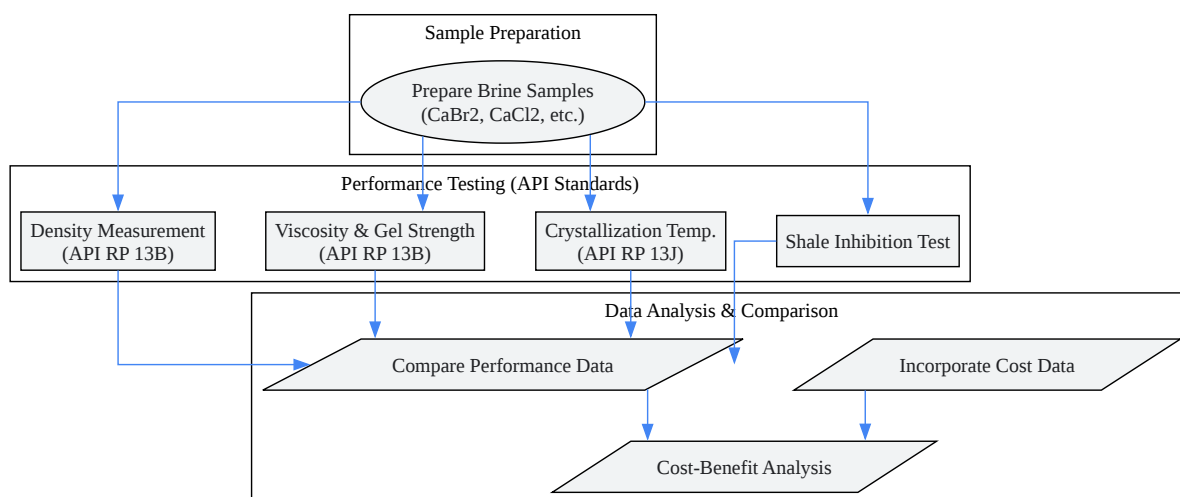 Sample Preparation
Prepare Brine Samples
(CaBr2, CaCl2, etc.)
Performance Testing (API Standards)
Density Measurement
(API RP 13B)
Viscosity & Gel Strength
(API RP 13B)
Crystallization Temp.
(API RP 13J)
Shale Inhibition Test
Data Analysis & Comparison
Compare Performance Data
Incorporate Cost Data
Cost-Benefit Analysis